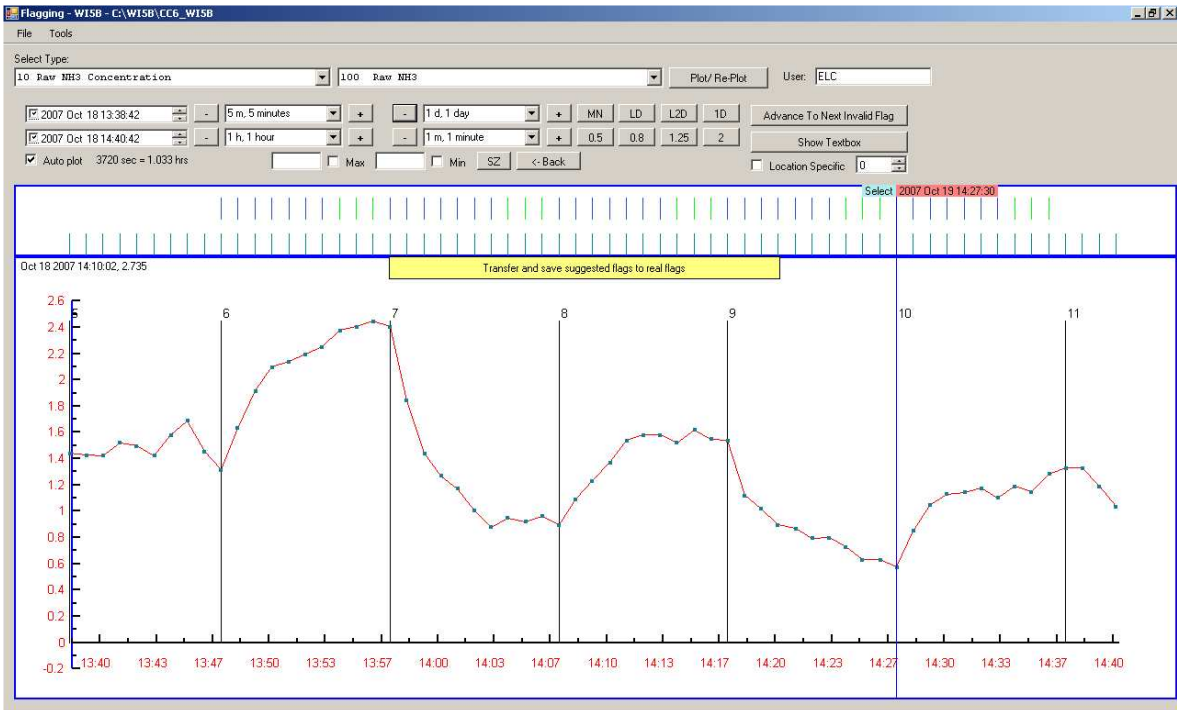 Flagging - WI5B - C:\WI5B\CC6_WI5B
File Tools
Select Type:
10 Raw NH3 Concentration 100 Raw NH3 Plot/ Re-Plot User: ELC
2007 Oct 18 13:38:42 - 5 m, 5 minutes + - 1 d, 1 day + MN LD L2D 1D Advance To Next Invalid Flag
2007 Oct 18 14:40:42 - 1 h, 1 hour + - 1 m, 1 minute + 0.5 0.8 1.25 2 Show Textbox
Auto plot 3720 sec = 1.033 hrs Max Min SZ <- Back Location Specific 0
Select 2007 Oct 19 14:27:30
Oct 18 2007 14:10:02, 2.735 Transfer and save suggested flags to real flags
2.6
5 6 7 8 9 10 11
2.4
2.2
2
1.8
1.6
1.4
1.2
1
0.8
0.6
0.4
0.2
0
-0.2 13:40 13:43 13:47 13:50 13:53 13:57 14:00 14:03 14:07 14:10 14:13 14:17 14:20 14:23 14:27 14:30 14:33 14:37 14:40